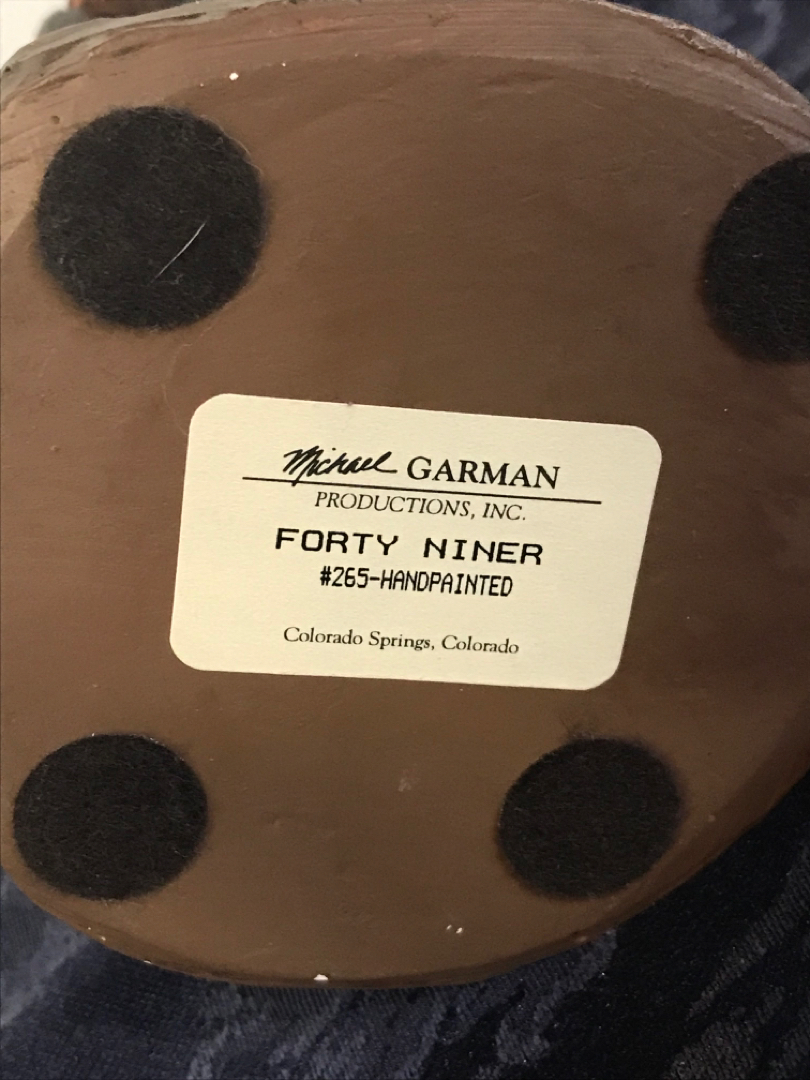 Michael GARMAN
PRODUCTIONS, INC.
FORTY NINER
#265-HANDPAINTED
Colorado Springs, Colorado